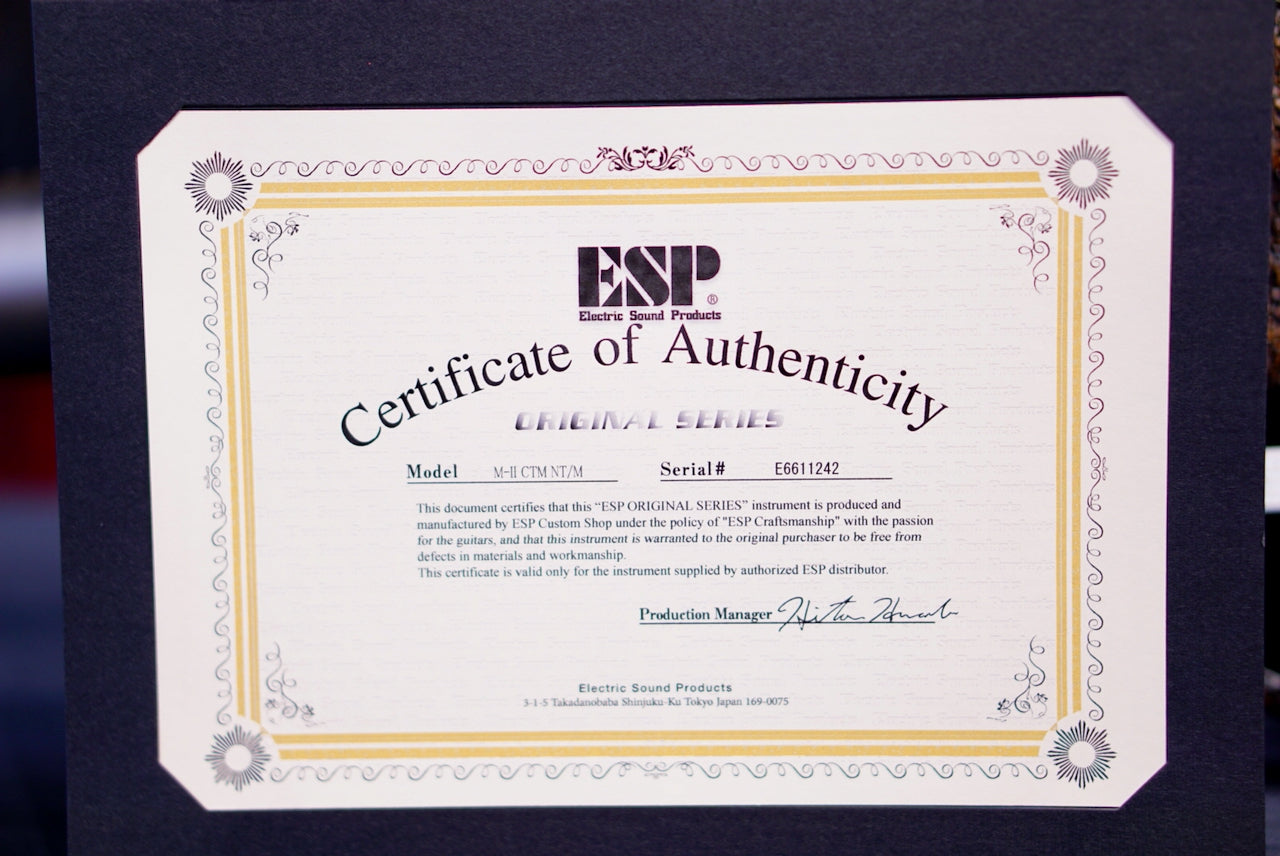 ESP®
Electric Sound Products
Certificate of Authenticity
ORIGINAL SERIES
Model M-II CTM NT/M Serial# E6611242
This document certifies that this “ESP ORIGINAL SERIES” instrument is produced and
manufactured by ESP Custom Shop under the policy of "ESP Craftsmanship" with the passion
for the guitars, and that this instrument is warranted to the original purchaser to be free from
defects in materials and workmanship.
This certificate is valid only for the instrument supplied by authorized ESP distributor.
Production Manager
Electric Sound Products
3-1-5 Takadanobaba Shinjuku-Ku Tokyo Japan 169-0075